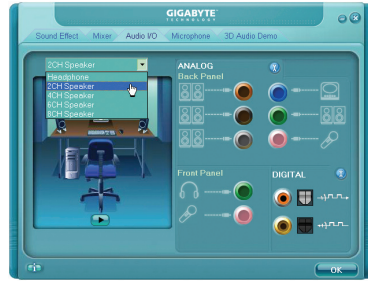 GIGABYTE
TECHNOLOGY
Sound Effect Mixer Audio I/O Microphone 3D Audio Demo
2CH Speaker
Headphone
2CH Speaker
4CH Speaker
6CH Speaker
8CH Speaker
ANALOG
Back Panel
Front Panel
DIGITAL
OK